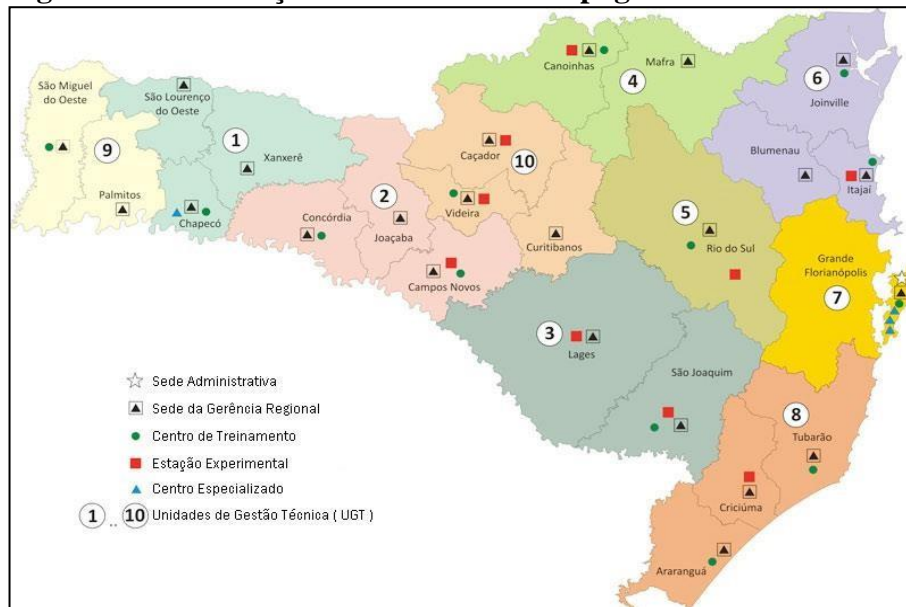 São Miguel
do Oeste
São Lourenço
do Oeste
Canoinhas
Mafra
4
6
Joinville
9
1
Xanxerê
Caçador
10
Blumenau
Itajaí
Palmitos
Chapecó
2
Concórdia
Joaçaba
Videira
5
Rio do Sul
Curitibanos
Campos Novos
Grande
Florianópolis
7
3
Lages
São Joaquim
8
Tubarão
Criciúma
Araranguá
Sede Administrativa
Sede da Gerência Regional
Centro de Treinamento
Estação Experimental
Centro Especializado
1 .. 10 Unidades de Gestão Técnica ( UGT )